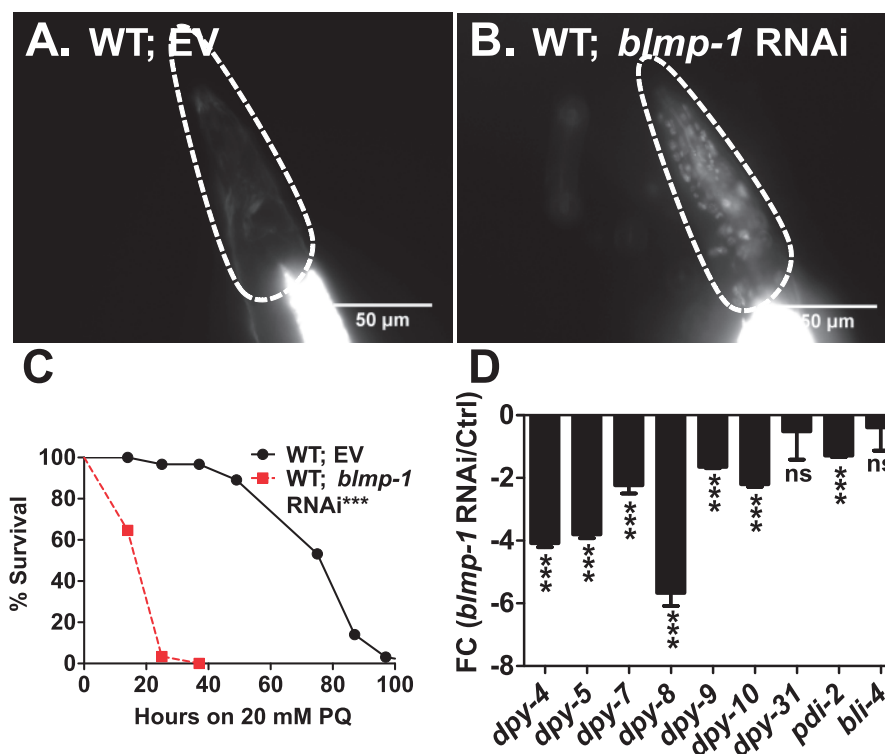 A. WT; EV
B. WT; blmp-1 RNAi
50 µm
50 µm
C
D
% Survival
100
80
60
40
20
0
0 20 40 60 80 100
Hours on 20 mM PQ
WT; EV
WT; blmp-1
RNAi***
FC (blmp-1 RNAi/Ctrl)
0
-2
-4
-6
-8
*** *** *** *** *** *** ns *** ns
dpy-4 dpy-5 dpy-7 dpy-8 dpy-9 dpy-10 dpy-31 pdi-2 bli-4